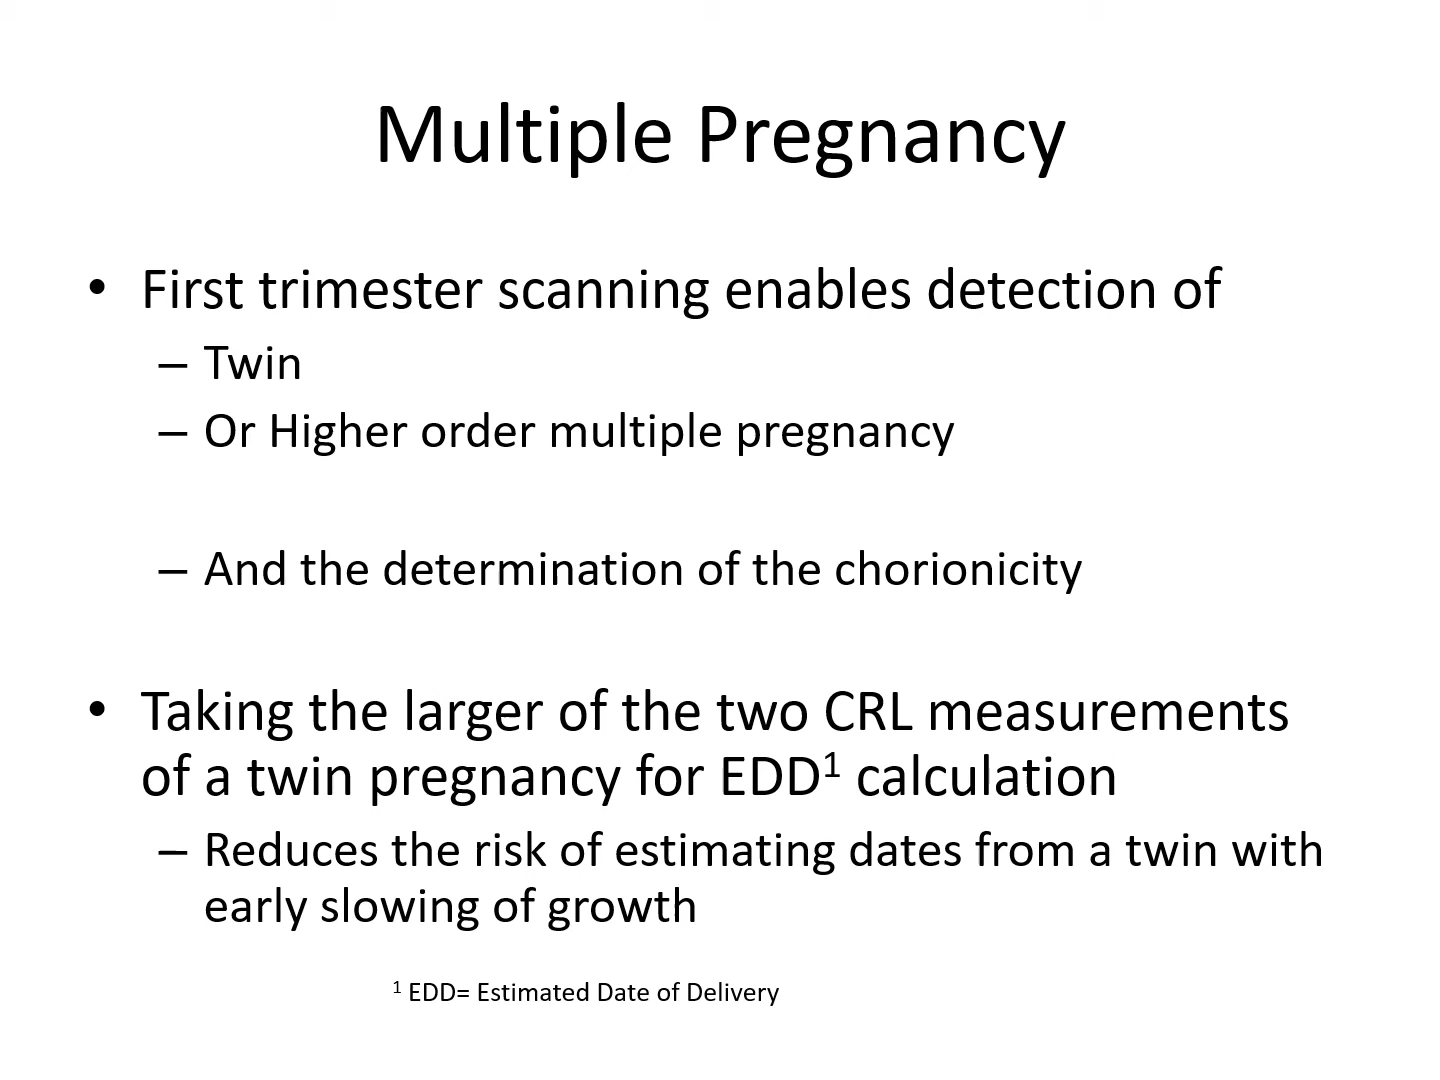 Multiple Pregnancy
• First trimester scanning enables detection of
– Twin
– Or Higher order multiple pregnancy
– And the determination of the chorionicity
• Taking the larger of the two CRL measurements
of a twin pregnancy for EDD¹ calculation
– Reduces the risk of estimating dates from a twin with
early slowing of growth
¹ EDD= Estimated Date of Delivery